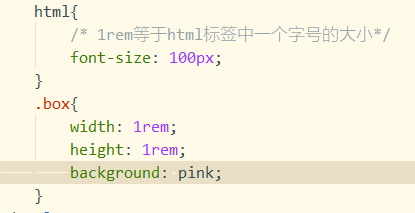 html{
/* 1rem等于html标签中一个字号的大小*/
font-size: 100px;
}
.box{
width: 1rem;
height: 1rem;
background: pink;
}